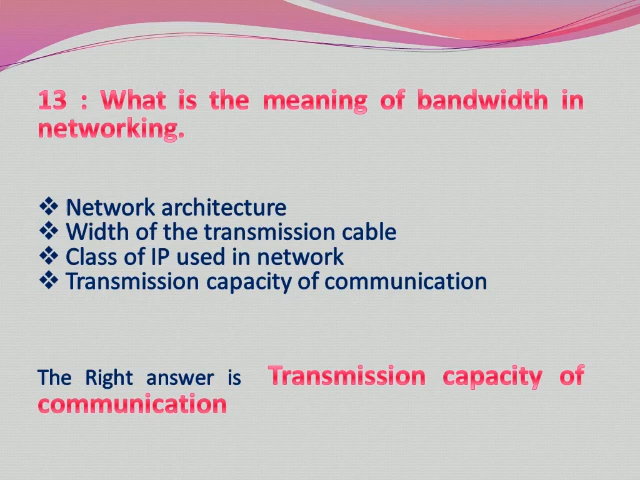 13 : What is the meaning of bandwidth in
networking.
❖ Network architecture
❖ Width of the transmission cable
❖ Class of IP used in network
❖ Transmission capacity of communication
The Right answer is Transmission capacity of
communication